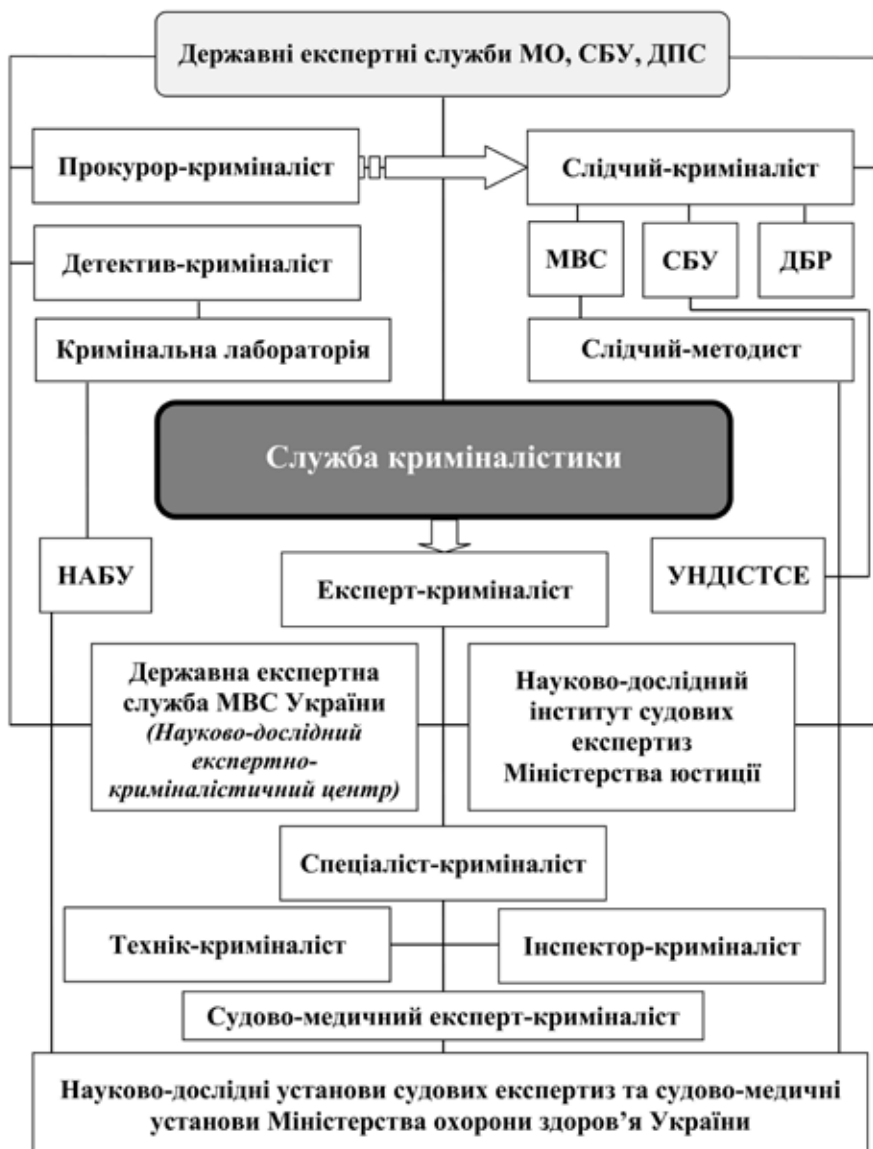 Державні експертні служби МО, СБУ, ДПС
Прокурор-криміналіст
Слідчий-криміналіст
Детектив-криміналіст
МВС
СБУ
ДБР
Кримінальна лабораторія
Слідчий-методист
Служба криміналістики
НАБУ
Експерт-криміналіст
УНДІСТСЕ
Державна експертна
служба МВС України
(Науково-дослідний
експертно-
криміналістичний центр)
Науково-дослідний
інститут судових
експертиз
Міністерства юстиції
Спеціаліст-криміналіст
Технік-криміналіст
Інспектор-криміналіст
Судово-медичний експерт-криміналіст
Науково-дослідні установи судових експертиз та судово-медичні
установи Міністерства охорони здоров’я України